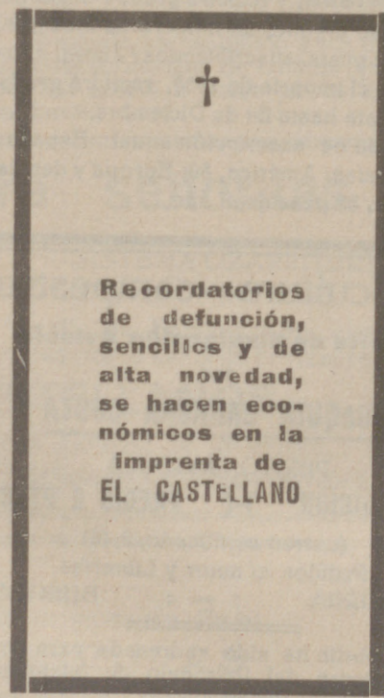 †
Recordatorios
de defunción,
sencillos y de
alta novedad,
se hacen eco-
nómicos en la
imprenta de
EL CASTELLANO